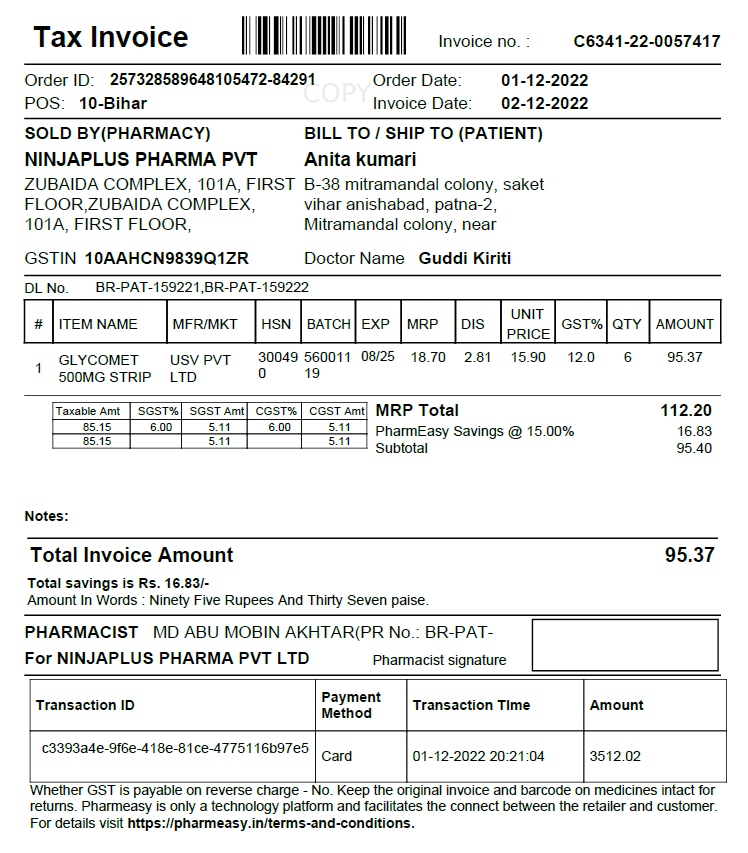 Tax Invoice
Invoice no. : C6341-22-0057417
Order ID: 257328589648105472-84291 Order Date: 01-12-2022
COPY
POS: 10-Bihar Invoice Date: 02-12-2022
SOLD BY(PHARMACY) BILL TO / SHIP TO (PATIENT)
NINJAPLUS PHARMA PVT Anita kumari
ZUBAIDA COMPLEX, 101A, FIRST B-38 mitramandal colony, saket
FLOOR,ZUBAIDA COMPLEX, vihar anishabad, patna-2,
101A, FIRST FLOOR, Mitramandal colony, near
GSTIN 10AAHCN9839Q1ZR Doctor Name Guddi Kiriti
DL No. BR-PAT-159221,BR-PAT-159222
# ITEM NAME MFR/MKT HSN BATCH EXP MRP DIS UNIT PRICE GST% QTY AMOUNT
1 GLYCOMET USV PVT 30049 560011 08/25 18.70 2.81 15.90 12.0 6 95.37
500MG STRIP LTD 0 19
Taxable Amt SGST% SGST Amt CGST% CGST Amt
85.15 6.00 5.11 6.00 5.11
85.15 5.11 5.11
MRP Total 112.20
PharmEasy Savings @ 15.00% 16.83
Subtotal 95.40
Notes:
Total Invoice Amount 95.37
Total savings is Rs. 16.83/-
Amount In Words : Ninety Five Rupees And Thirty Seven paise.
PHARMACIST MD ABU MOBIN AKHTAR(PR No.: BR-PAT-
For NINJAPLUS PHARMA PVT LTD Pharmacist signature
Transaction ID Payment Method Transaction TIme Amount
c3393a4e-9f6e-418e-81ce-4775116b97e5 Card 01-12-2022 20:21:04 3512.02
Whether GST is payable on reverse charge - No. Keep the original invoice and barcode on medicines intact for
returns. Pharmeasy is only a technology platform and facilitates the connect between the retailer and customer.
For details visit https://pharmeasy.in/terms-and-conditions.